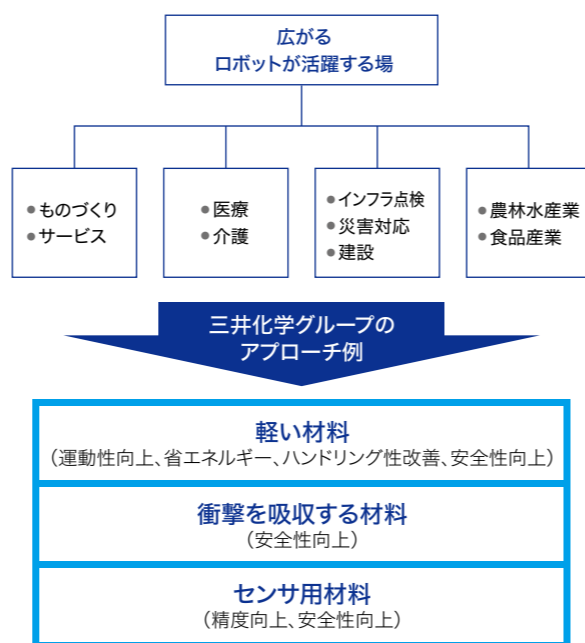 広がる
ロボットが活躍する場
●ものづくり
●サービス
●医療
●介護
●インフラ点検
●災害対応
●建設
●農林水産業
●食品産業
三井化学グループの
アプローチ例
軽い材料
（運動性向上、省エネルギー、ハンドリング性改善、安全性向上）
衝撃を吸収する材料
（安全性向上）
センサ用材料
（精度向上、安全性向上）